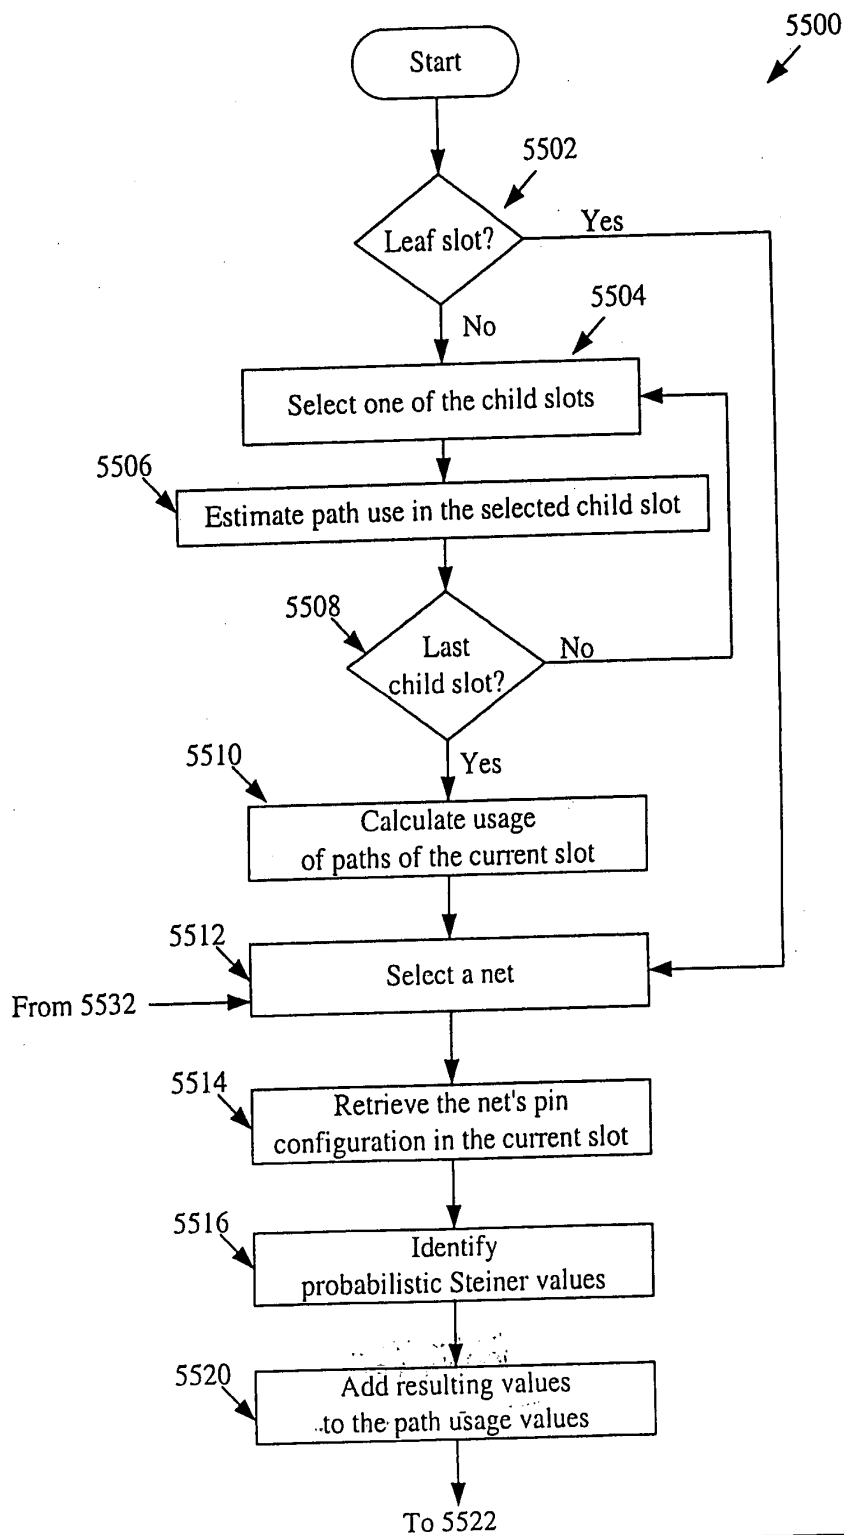 5500
Start
5502
Leaf slot?
Yes
No
5504
Select one of the child slots
5506
Estimate path use in the selected child slot
5508
Last
child slot?
No
5510
Yes
Calculate usage
of paths of the current slot
5512
Select a net
From 5532
5514
Retrieve the net's pin
configuration in the current slot
5516
Identify
probabilistic Steiner values
5520
Add resulting values
to the path usage values
To 5522